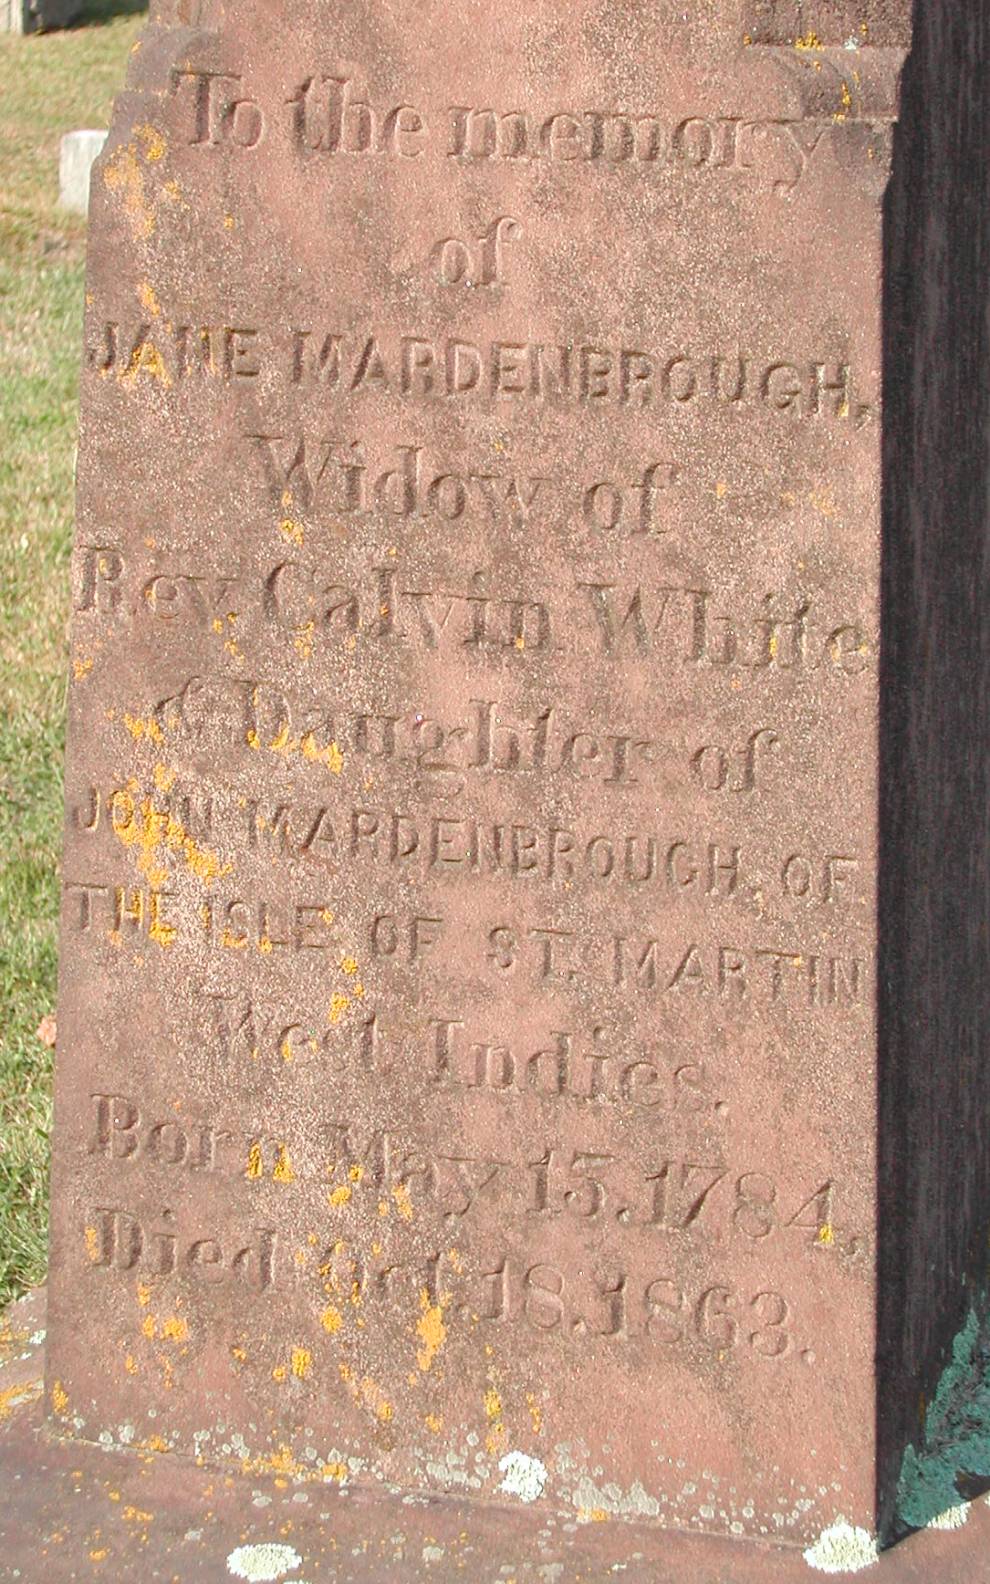 To the memory
of
JANE MARDENBROUGH,
Widow of
Rev. Calvin White
& Daughter of
JOHN MARDENBROUGH, OF
THE ISLE OF ST. MARTIN
West Indies.
Born May 15.1784,
Died Oct.18.1863.